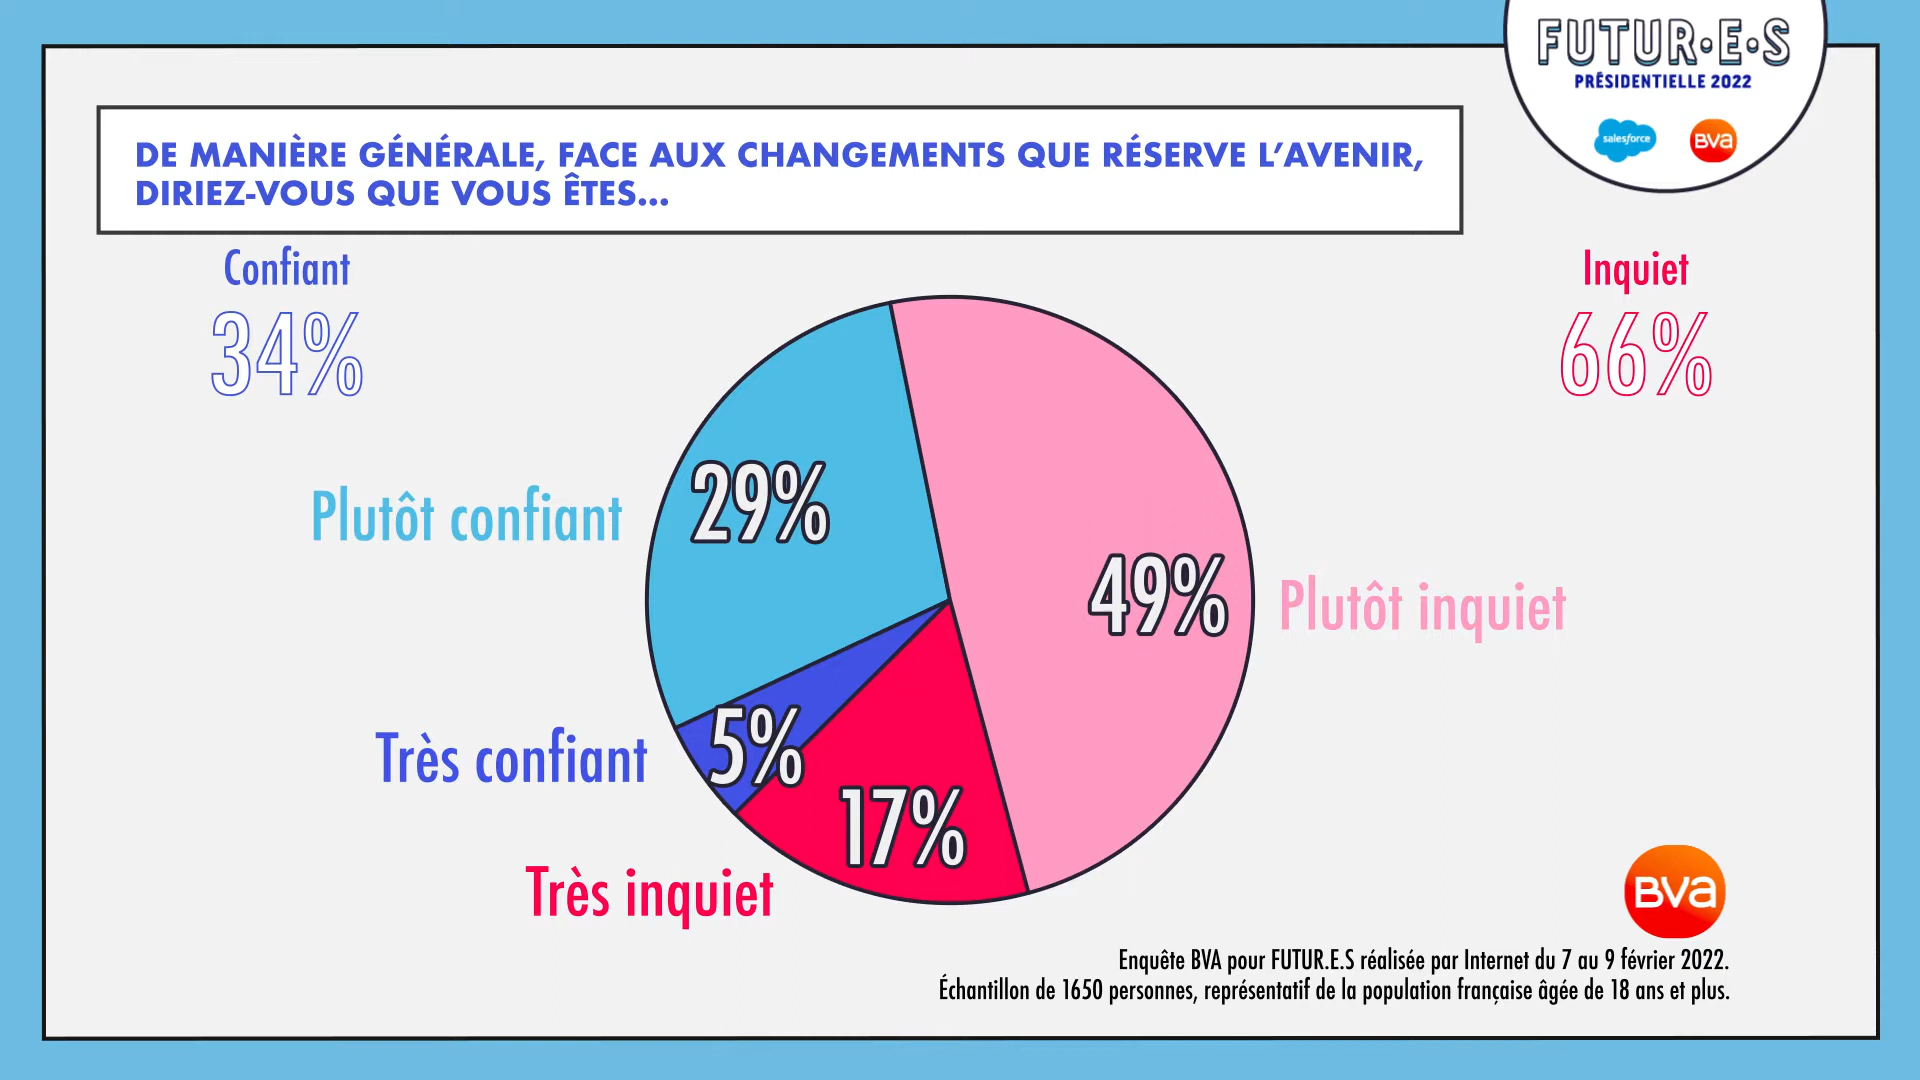 FUTUR•E•S
PRÉSIDENTIELLE 2022
salesforce
BVA
DE MANIÈRE GÉNÉRALE, FACE AUX CHANGEMENTS QUE RÉSERVE L’AVENIR,
DIRIEZ-VOUS QUE VOUS ÊTES...
Confiant
34%
Inquiet
66%
29%
Plutôt confiant
49%
Plutôt inquiet
5%
Très confiant
17%
Très inquiet
BVA
Enquête BVA pour FUTUR.E.S réalisée par Internet du 7 au 9 février 2022.
Échantillon de 1650 personnes, représentatif de la population française âgée de 18 ans et plus.